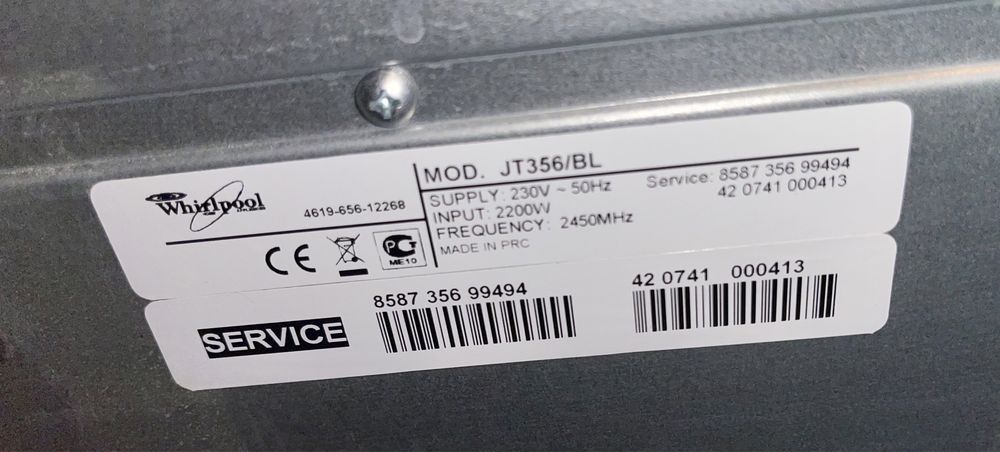 Whirlpool
4619-656-12268
MOD. JT356/BL
SUPPLY: 230V ~ 50Hz
INPUT: 2200W
FREQUENCY: 2450MHz
MADE IN PRC
Service: 8587 356 99494
42 0741 000413
CE
РСТ
ME10
SERVICE
8587 356 99494
42 0741 000413